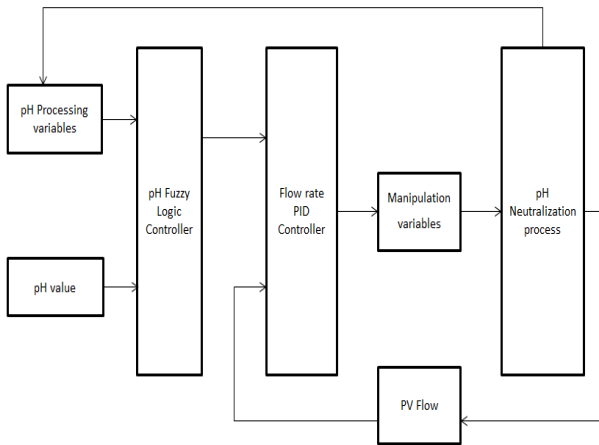 pH Processing
variables
pH value
pH Fuzzy
Logic
Controller
Flow rate
PID
Controller
Manipulation
variables
pH
Neutralization
process
PV Flow